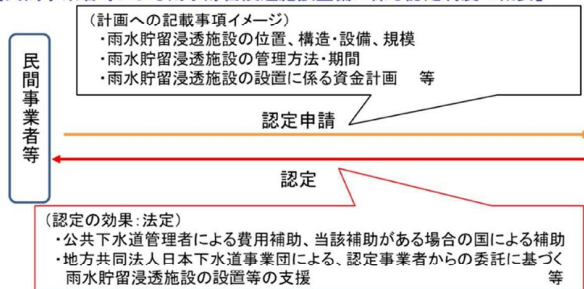 （計画への記載事項イメージ）
・雨水貯留浸透施設の位置、構造・設備、規模
・雨水貯留浸透施設の管理方法・期間
・雨水貯留浸透施設の設置に係る資金計画　等
民間事業者等
認定申請
認定
（認定の効果：法定）
・公共下水道管理者による費用補助、当該補助がある場合の国による補助
・地方共同法人日本下水道事業団による、認定事業者からの委託に基づく
雨水貯留浸透施設の設置等の支援　等